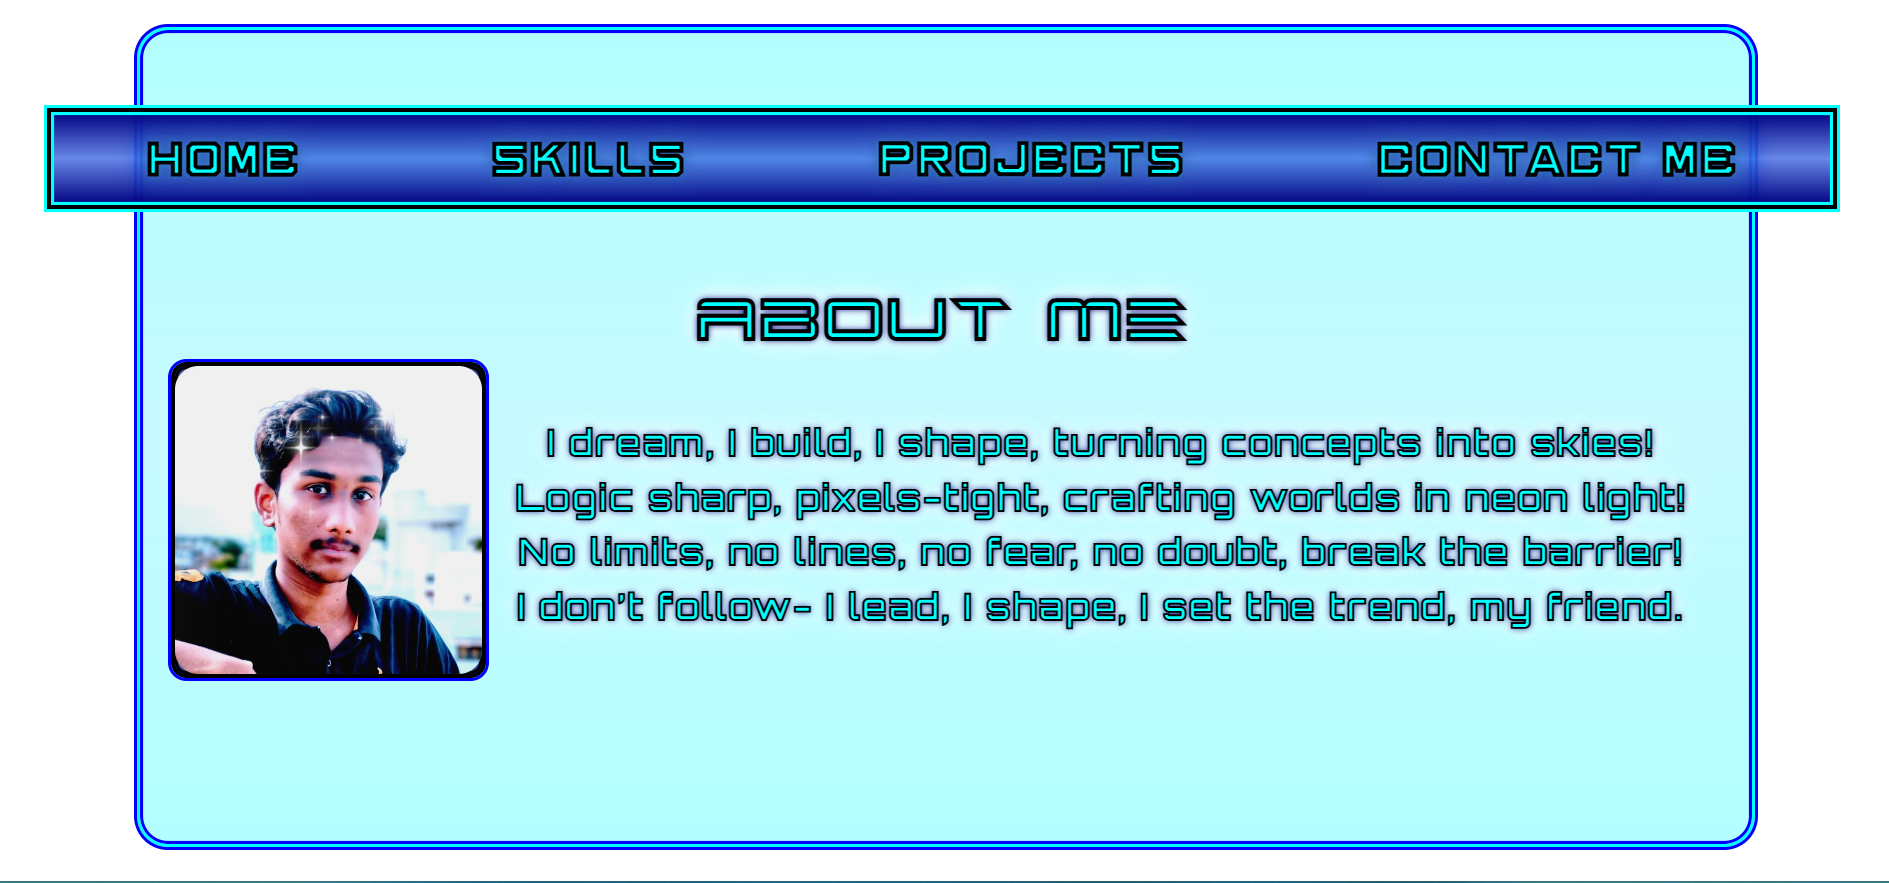 HOME SKILLS PROJECTS CONTACT ME
ABOUT ME
I dream, I build, I shape, turning concepts into skies!
Logic sharp, pixels-tight, crafting worlds in neon light!
No limits, no lines, no fear, no doubt, break the barrier!
I don't follow- I lead, I shape, I set the trend, my friend.